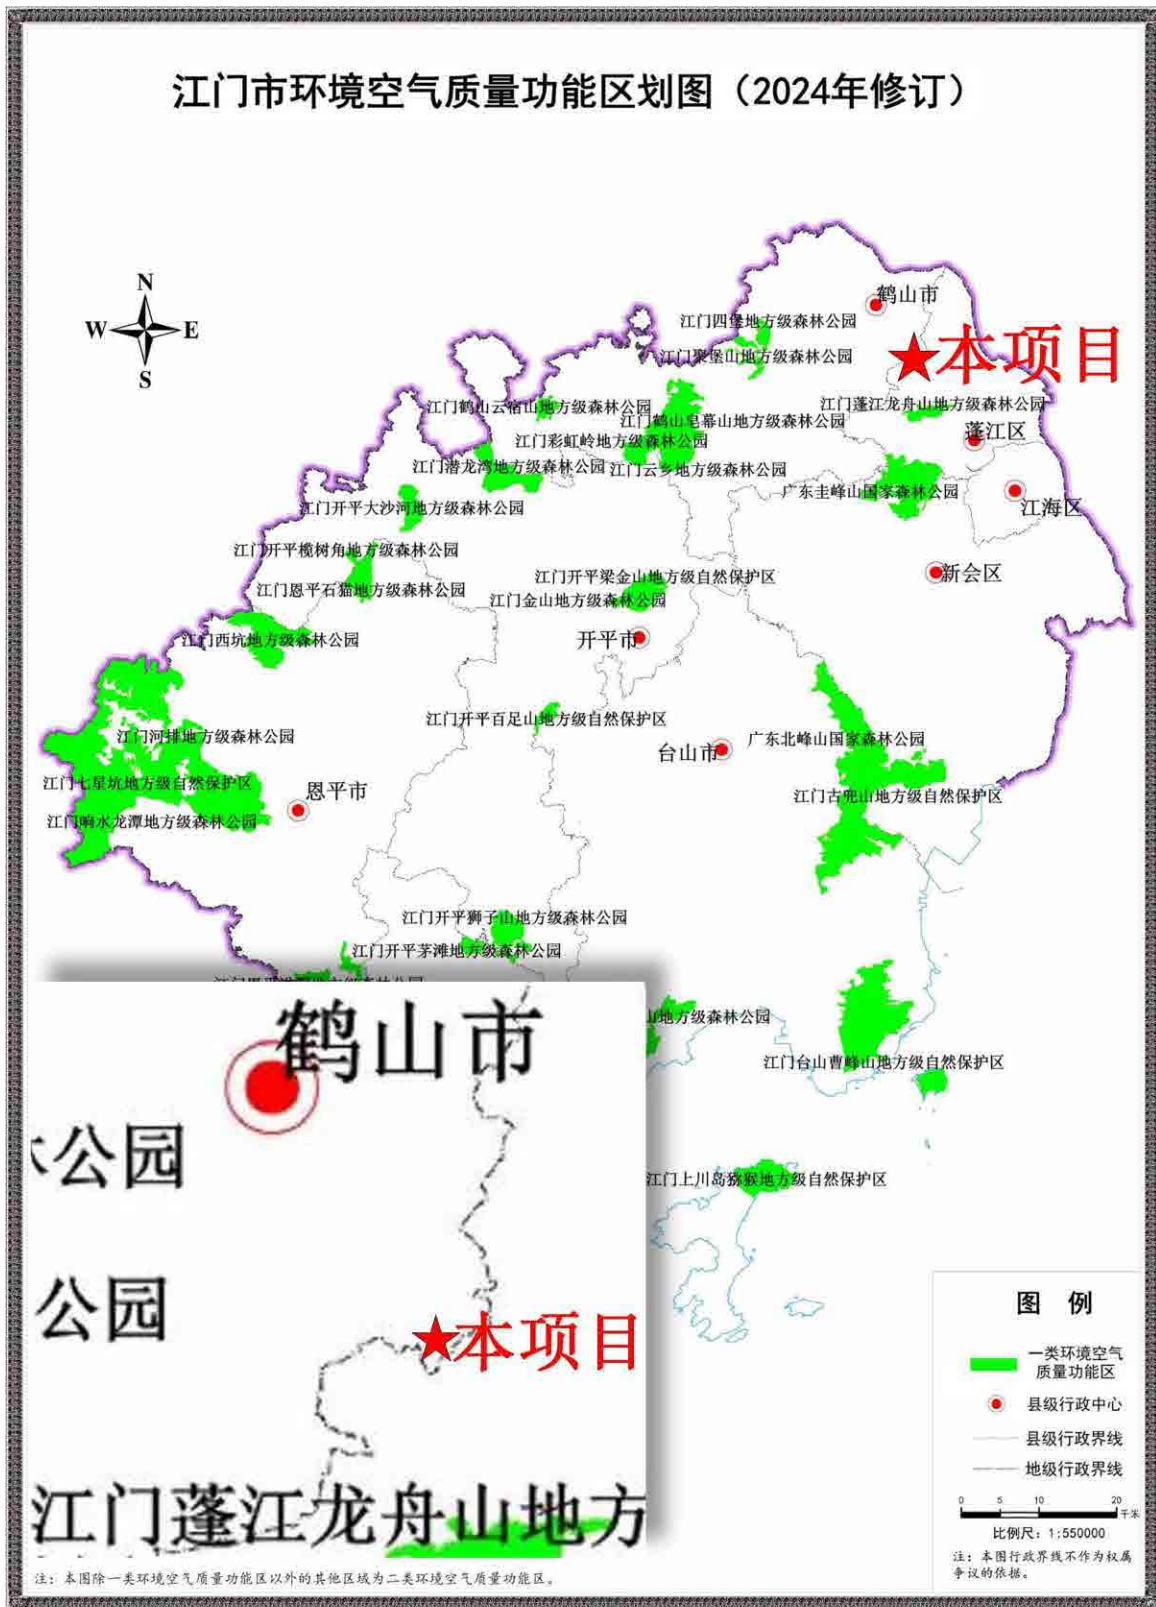 江门市环境空气质量功能区划图（2024年修订）
N
W
E
S
鹤山市
江门四堡地方级森林公园
本项目
江门聚堡山地方级森林公园
江门鹤山云宿山地方级森林公园
江门蓬江龙舟山地方级森林公园
江门鹤山皂幕山地方级森林公园
蓬江区
江门彩虹岭地方级森林公园
江门潜龙湾地方级森林公园
江门云乡地方级森林公园
广东圭峰山国家森林公园
江门开平大沙河地方级森林公园
江海区
江门开平榄树角地方级森林公园
江门恩平石猫地方级森林公园
江门开平梁金山地方级自然保护区
新会区
江门金山地方级森林公园
江门西坑地方级森林公园
开平市
江门开平百足山地方级自然保护区
江门河排地方级森林公园
台山市
广东北峰山国家森林公园
江门七星坑地方级自然保护区
恩平市
江门古兜山地方级自然保护区
江门响水龙潭地方级森林公园
江门开平狮子山地方级森林公园
江门开平茅滩地方级森林公园
山地方级森林公园
江门台山曹峰山地方级自然保护区
江门上川岛猕猴地方级自然保护区
鹤山市
公园
公园
本项目
江门蓬江龙舟山地方
图 例
一类环境空气
质量功能区
县级行政中心
县级行政界线
地级行政界线
0 5 10 20
千米
比例尺：1:550000
注：本图行政界线不作为权属
争议的依据。
注：本图除一类环境空气质量功能区以外的其他区域为二类环境空气质量功能区。